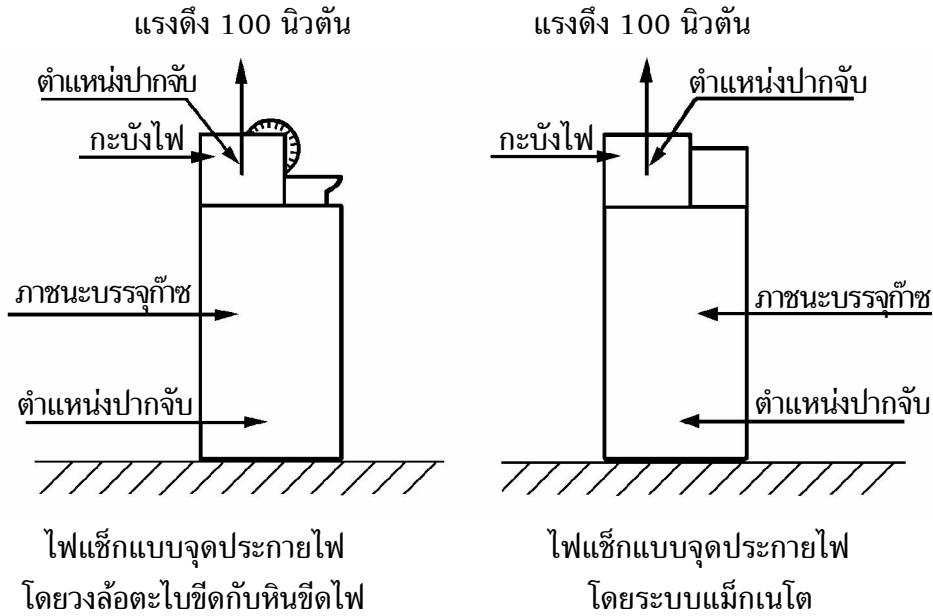 แรงดึง 100 นิวตัน
ตำแหน่งปากจับ
กะบังไฟ
ภาชนะบรรจุก๊าซ
ตำแหน่งปากจับ
ไฟแช็กแบบจุดประกายไฟ
โดยวงล้อตะไบขีดกับหินขีดไฟ
แรงดึง 100 นิวตัน
ตำแหน่งปากจับ
กะบังไฟ
ภาชนะบรรจุก๊าซ
ตำแหน่งปากจับ
ไฟแช็กแบบจุดประกายไฟ
โดยระบบแม็กเนโต